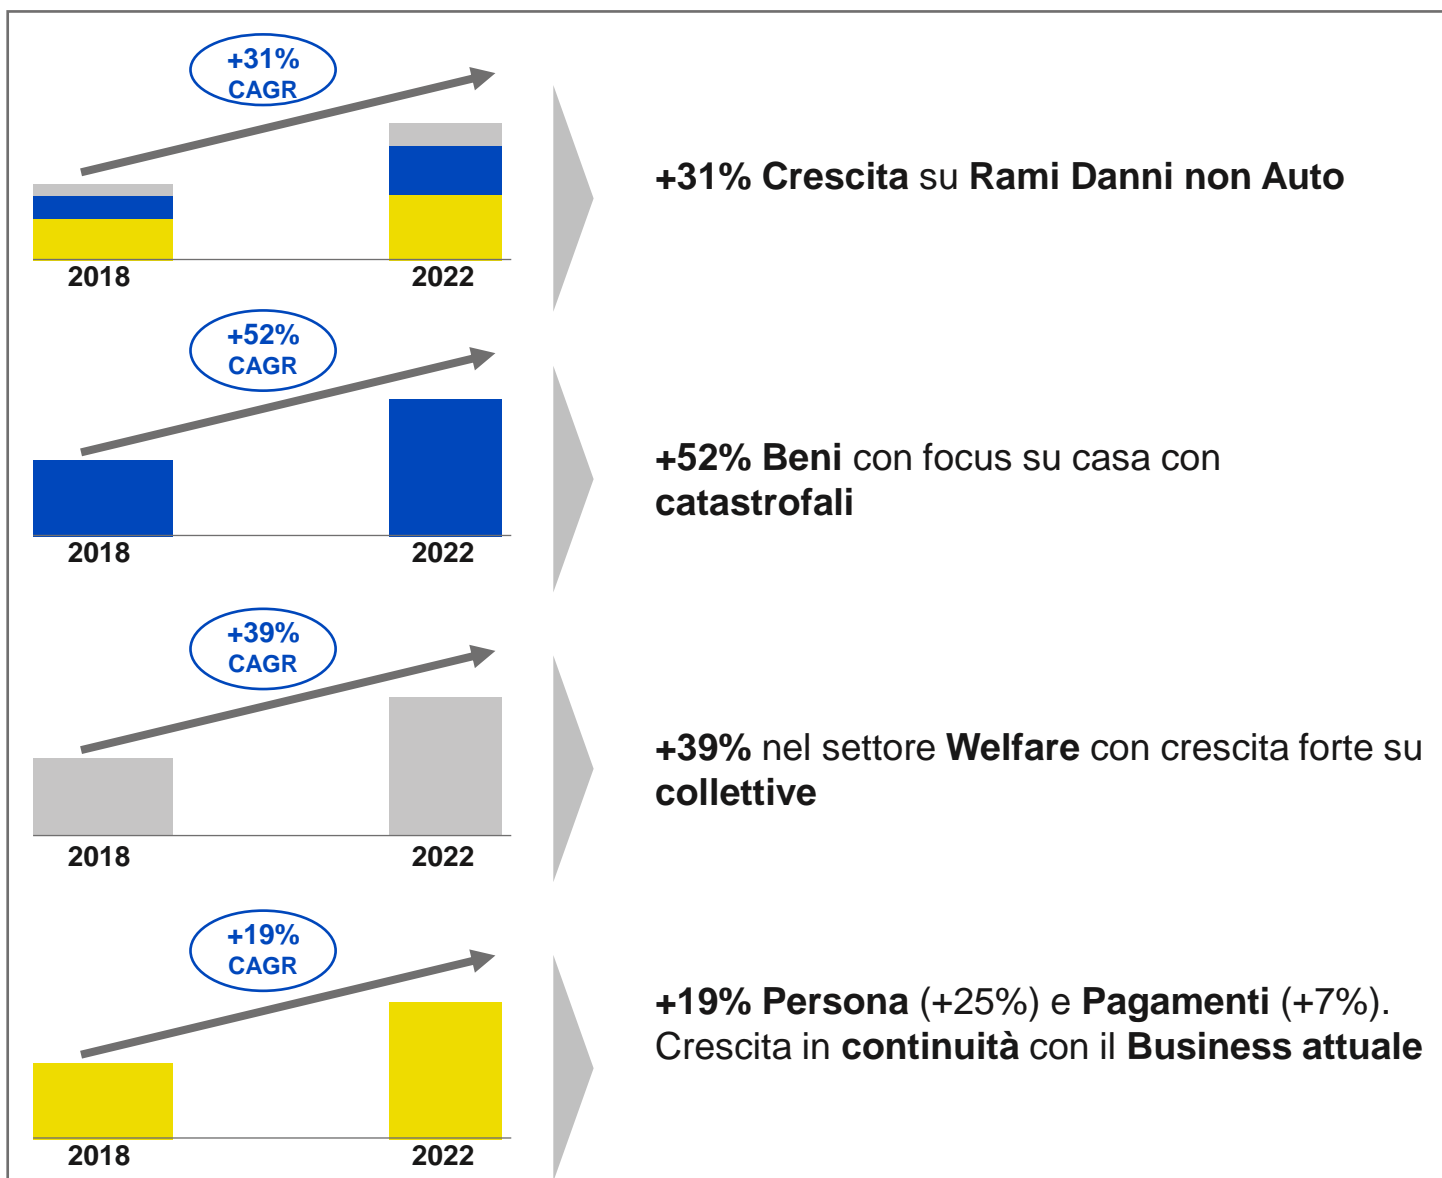 +31%
CAGR
2018
2022
+31% Crescita su Rami Danni non Auto
+52%
CAGR
2018
2022
+52% Beni con focus su casa con
catastrofali
+39%
CAGR
2018
2022
+39% nel settore Welfare con crescita forte su
collettive
+19%
CAGR
2018
2022
+19% Persona (+25%) e Pagamenti (+7%).
Crescita in continuità con il Business attuale